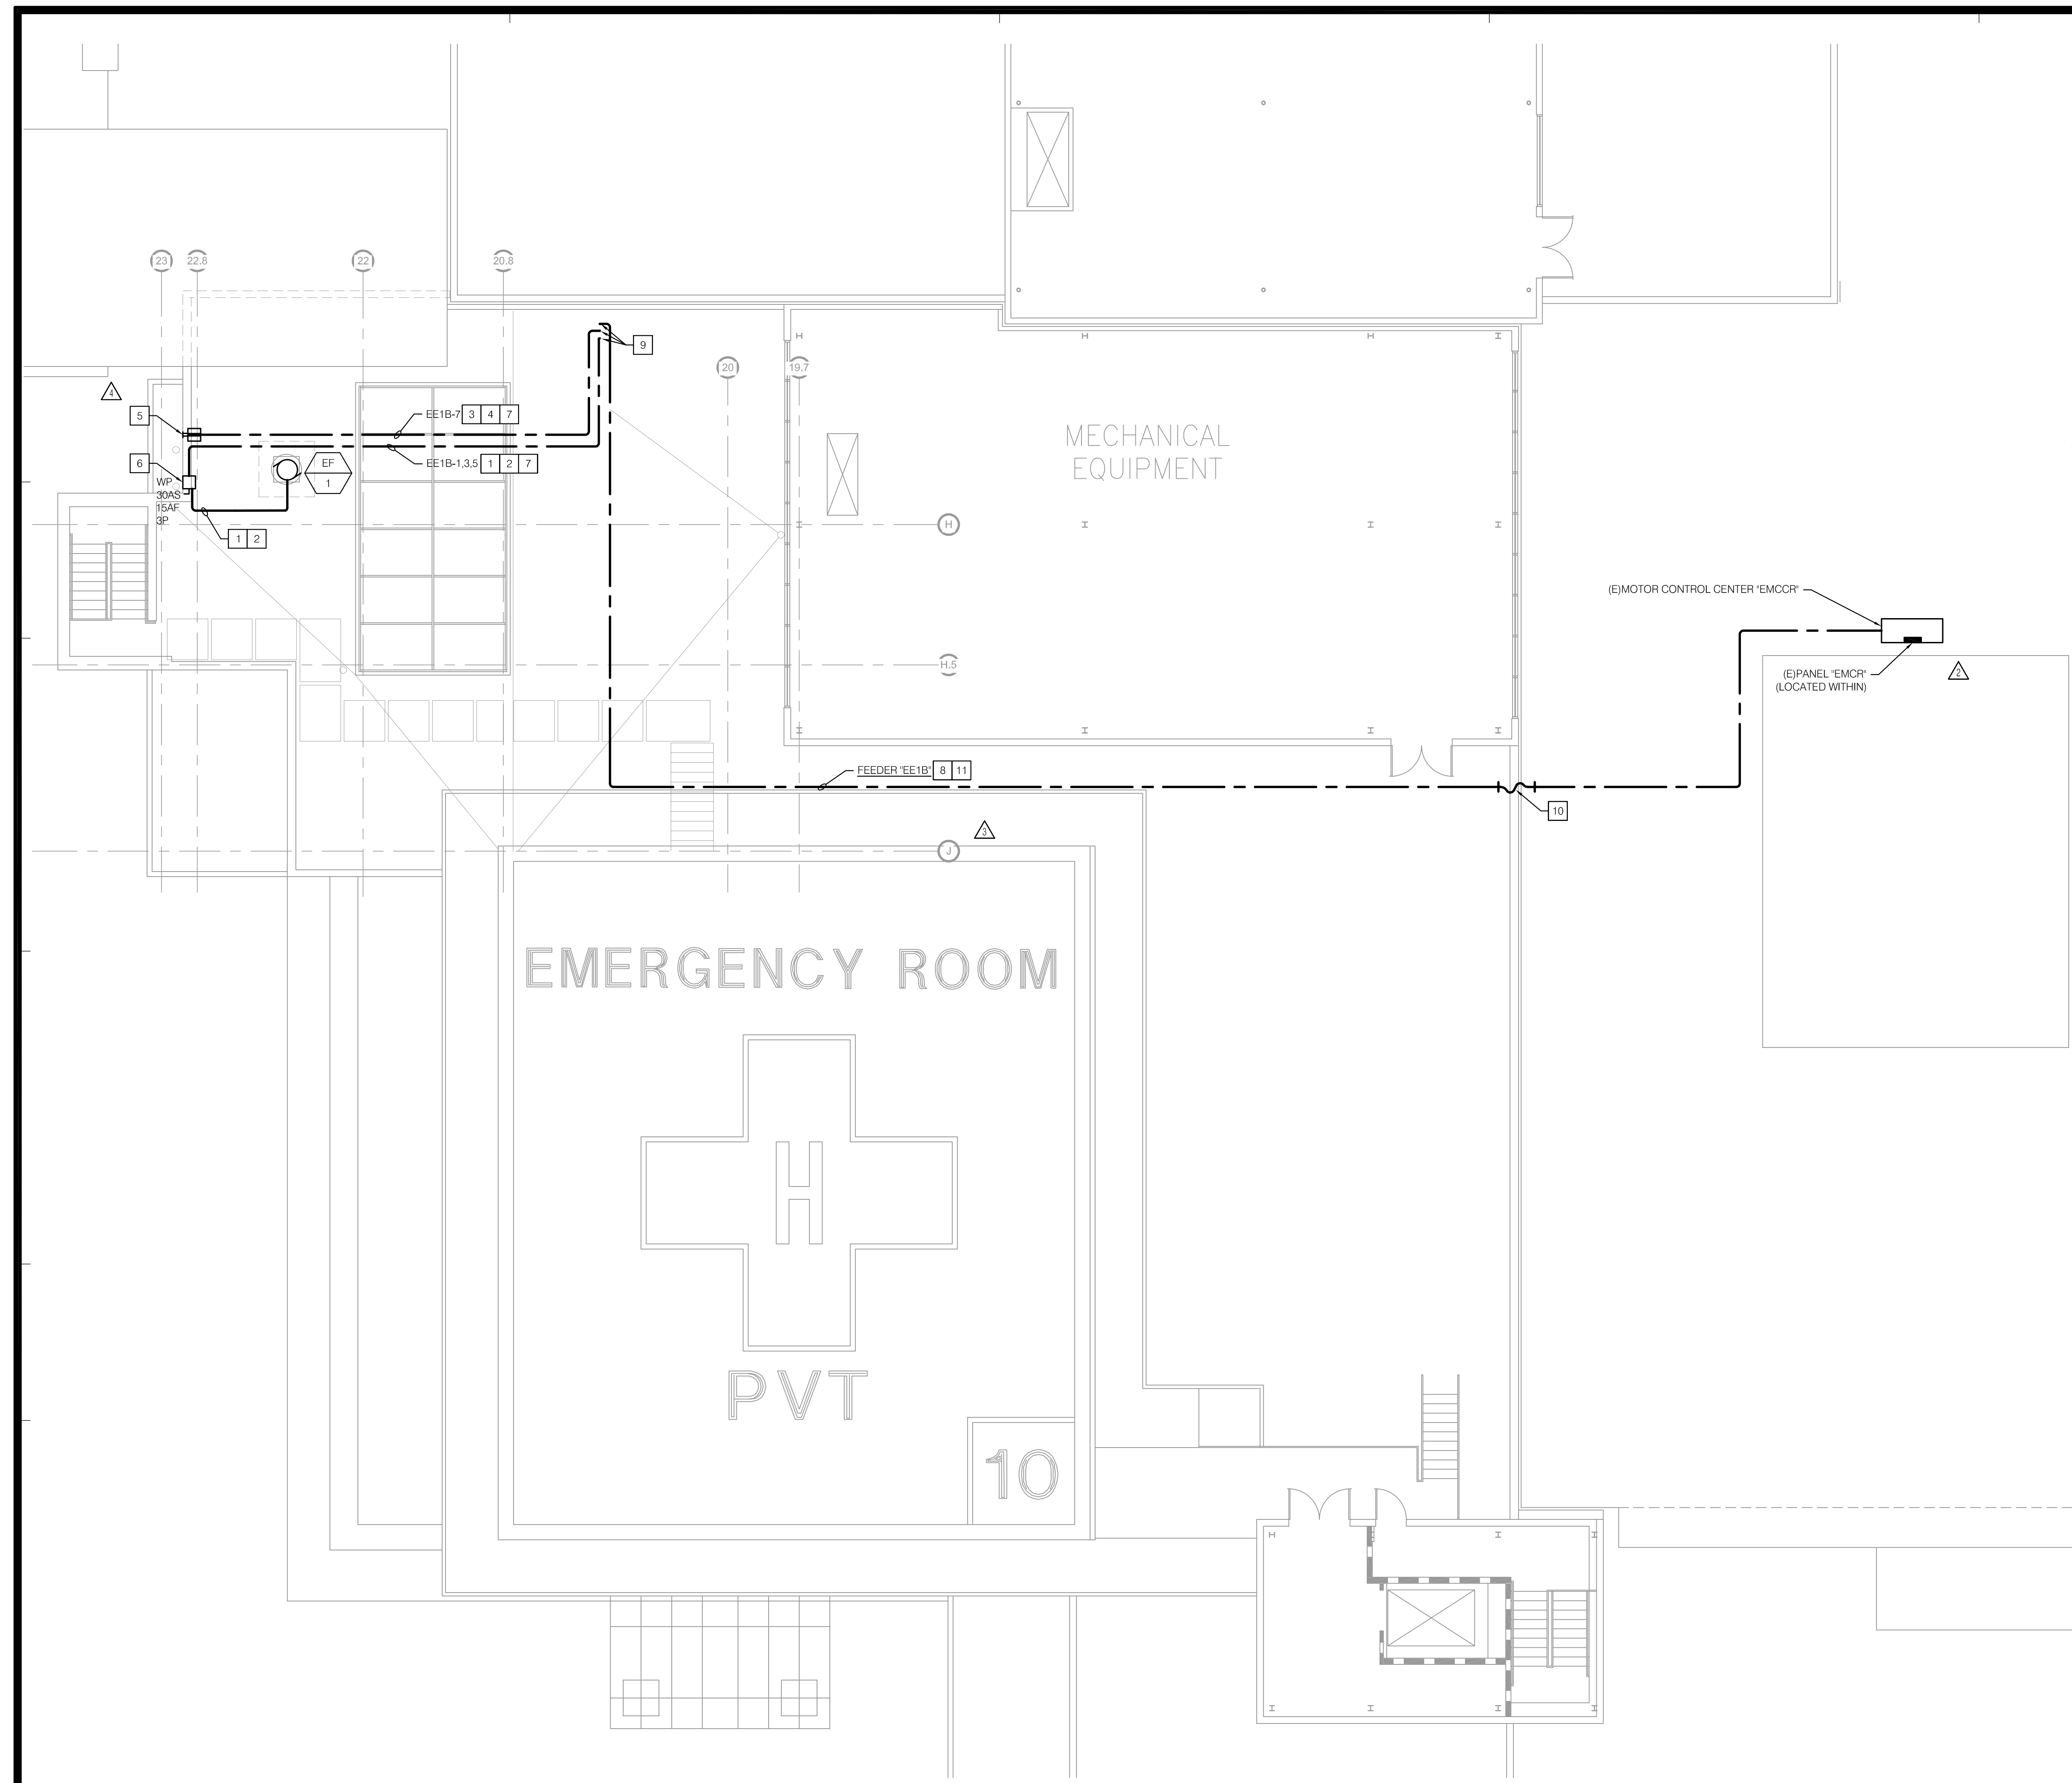 23
22.8
22
20.8
9
20
19.7
4
5
EE1B-7 3 4 7
MECHANICAL
EQUIPMENT
6
EE1B-1,3,5 1 2 7
EF
1
WP
30AS
15AF
3P
1 2
H
(E)MOTOR CONTROL CENTER "EMCCR"
H.5
(E)PANEL "EMCR"
(LOCATED WITHIN)
2
FEEDER "EE1B" 8 11
10
3
J
EMERGENCY ROOM
H
PVT
10